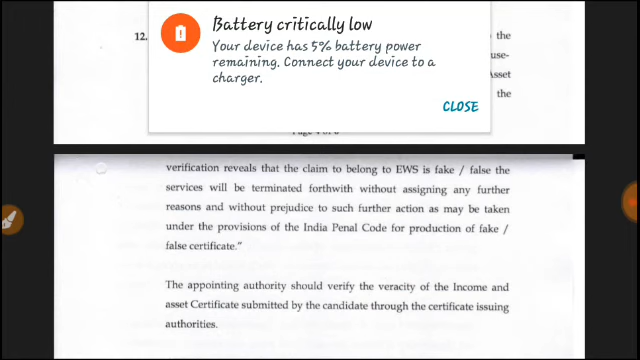 Battery critically low
Your device has 5% battery power
remaining. Connect your device to a
charger.
CLOSE
12.
the
use-
Asset
the
verification reveals that the claim to belong to EWS is fake / false the
services will be terminated forthwith without assigning any further
reasons and without prejudice to such further action as may be taken
under the provisions of the India Penal Code for production of fake /
false certificate."
The appointing authority should verify the veracity of the Income and
asset Certificate submitted by the candidate through the certificate issuing
authorities.